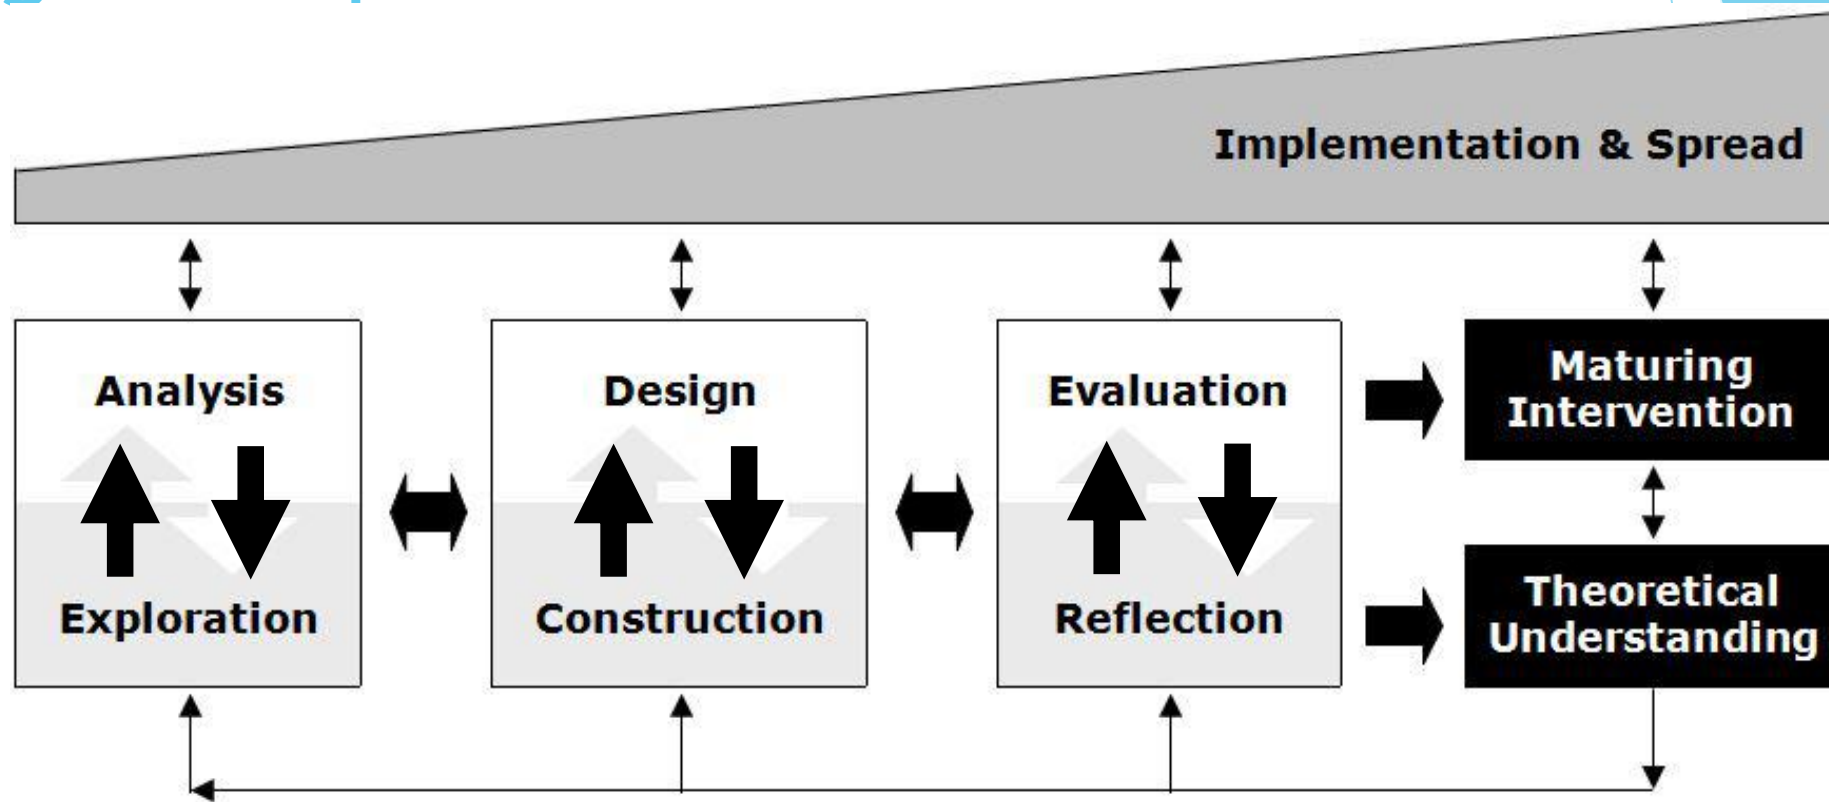 Implementation & Spread
Analysis
Exploration
Design
Construction
Evaluation
Reflection
Maturing
Intervention
Theoretical
Understanding